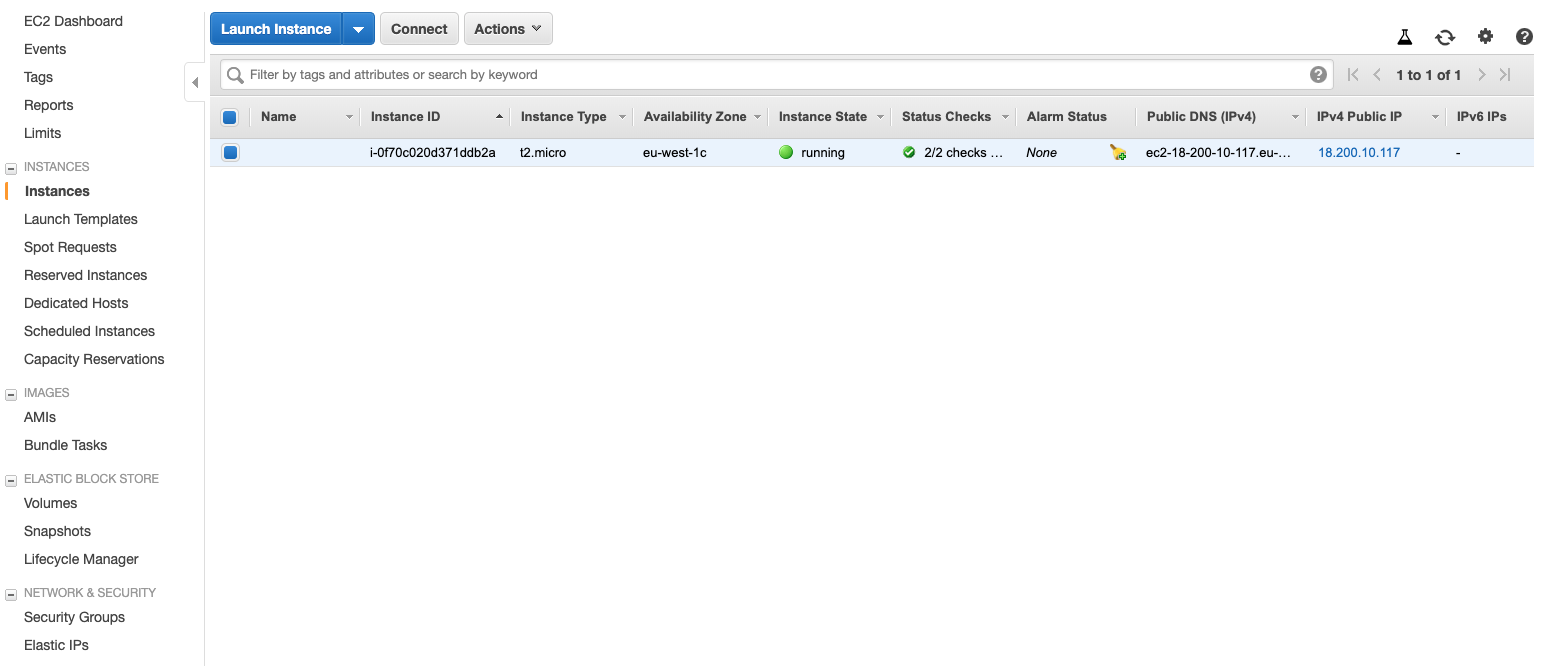 EC2 Dashboard
Events
Tags
Reports
Limits
INSTANCES
Instances
Launch Templates
Spot Requests
Reserved Instances
Dedicated Hosts
Scheduled Instances
Capacity Reservations
IMAGES
AMIs
Bundle Tasks
ELASTIC BLOCK STORE
Volumes
Snapshots
Lifecycle Manager
NETWORK & SECURITY
Security Groups
Elastic IPs
Launch Instance Connect Actions
Filter by tags and attributes or search by keyword 1 to 1 of 1
Name Instance ID Instance Type Availability Zone Instance State Status Checks Alarm Status Public DNS (IPv4) IPv4 Public IP IPv6 IPs
i-0f70c020d371ddb2a t2.micro eu-west-1c running 2/2 checks ... None ec2-18-200-10-117.eu-... 18.200.10.117 -